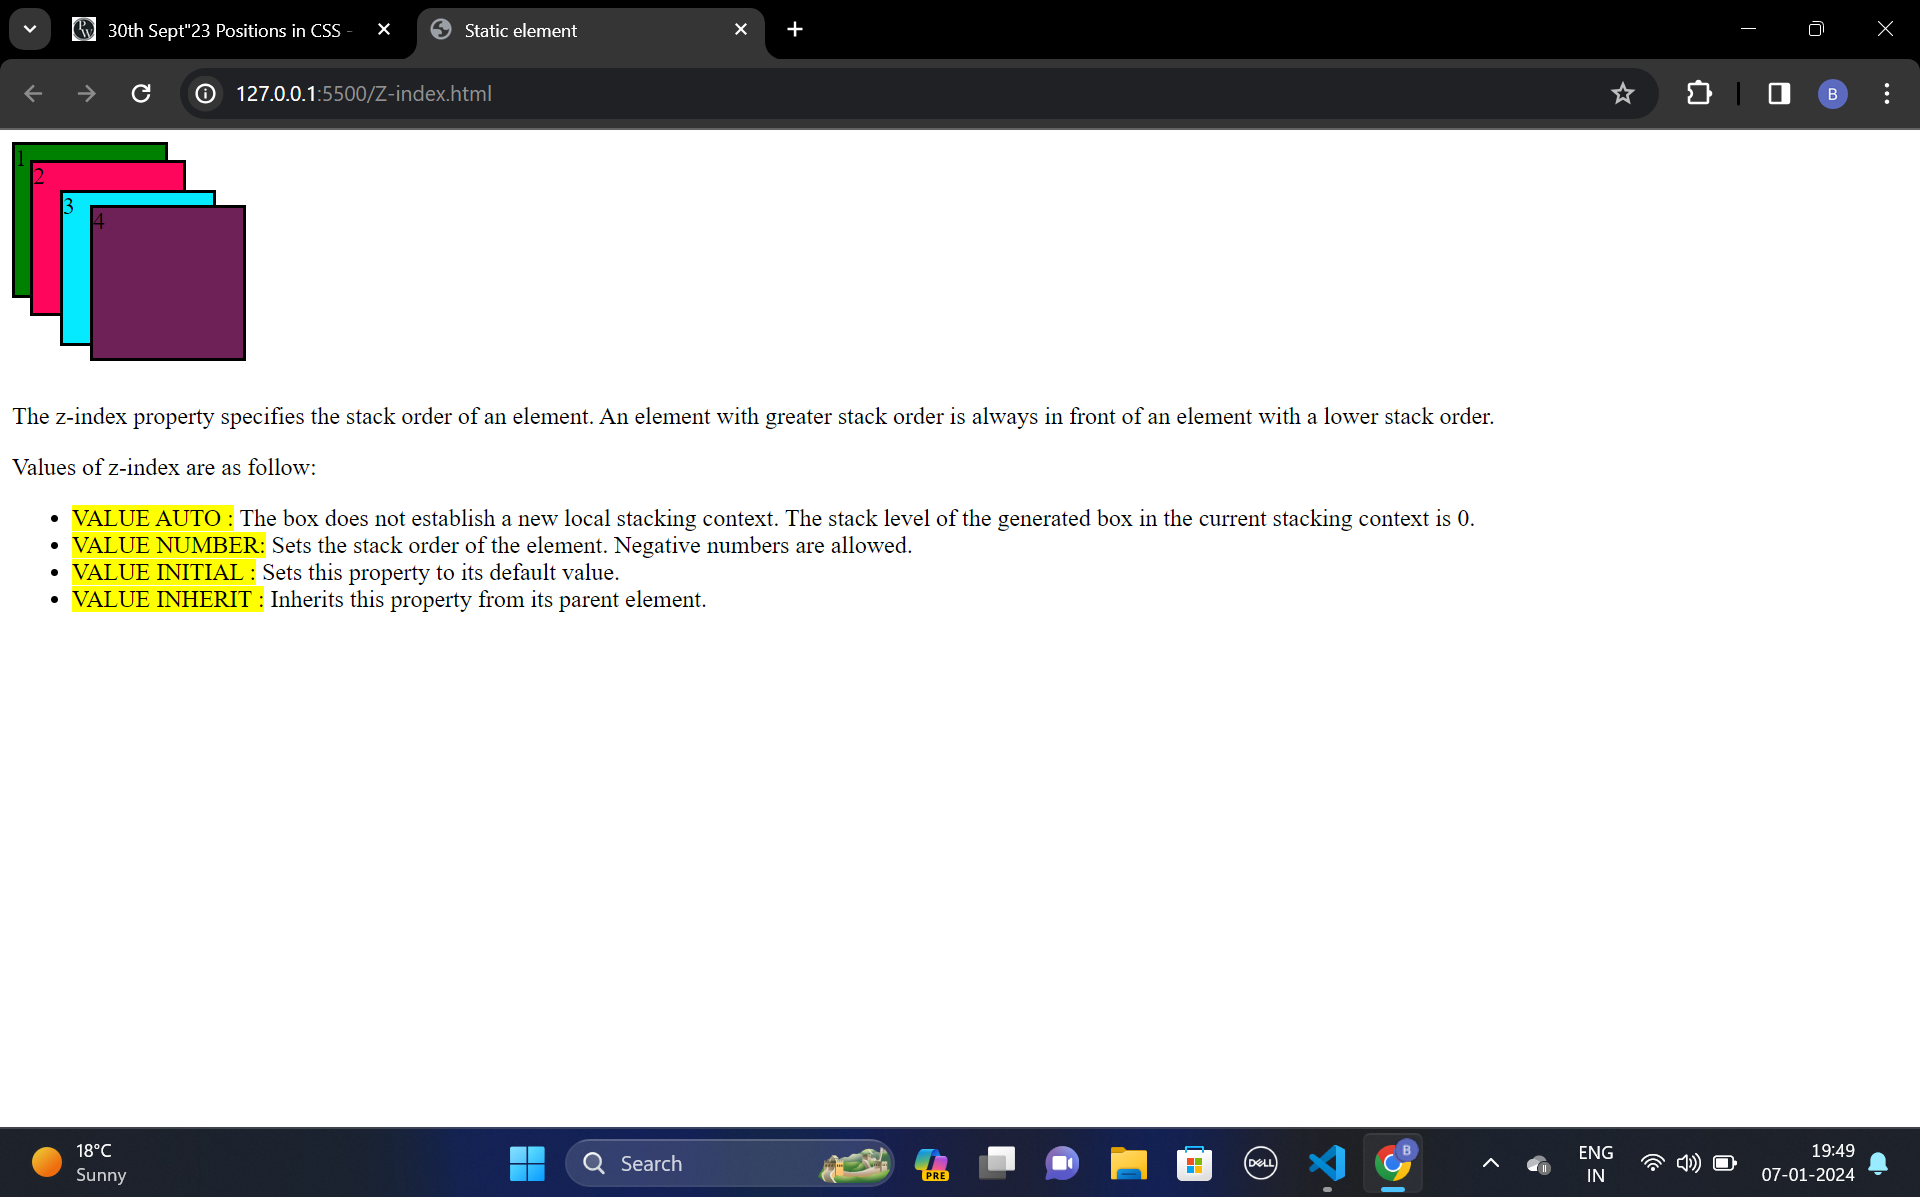 30th Sept"23 Positions in CSS -
Static element
127.0.0.1:5500/Z-index.html
B
1
2
3
4
The z-index property specifies the stack order of an element. An element with greater stack order is always in front of an element with a lower stack order.
Values of z-index are as follow:
• VALUE AUTO : The box does not establish a new local stacking context. The stack level of the generated box in the current stacking context is 0.
• VALUE NUMBER: Sets the stack order of the element. Negative numbers are allowed.
• VALUE INITIAL : Sets this property to its default value.
• VALUE INHERIT : Inherits this property from its parent element.
18°C
Sunny
Search
PRE
DELL
B
ENG
IN
19:49
07-01-2024